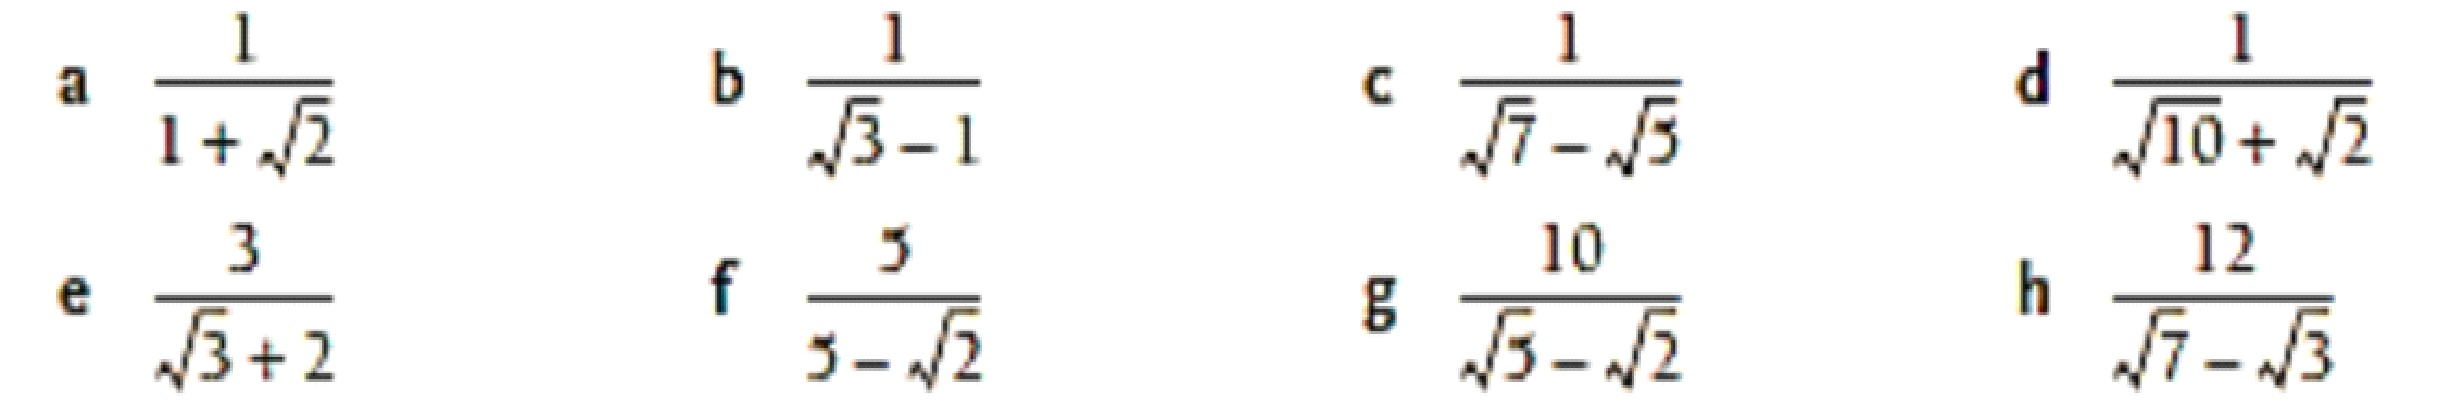 a 1/(1 + √2) b 1/(√3 – 1) c 1/(√7 – √5) d 1/(√10 + √2)
e 3/(√3 + 2) f 5/(5 – √2) g 10/(√5 – √2) h 12/(√7 – √3)